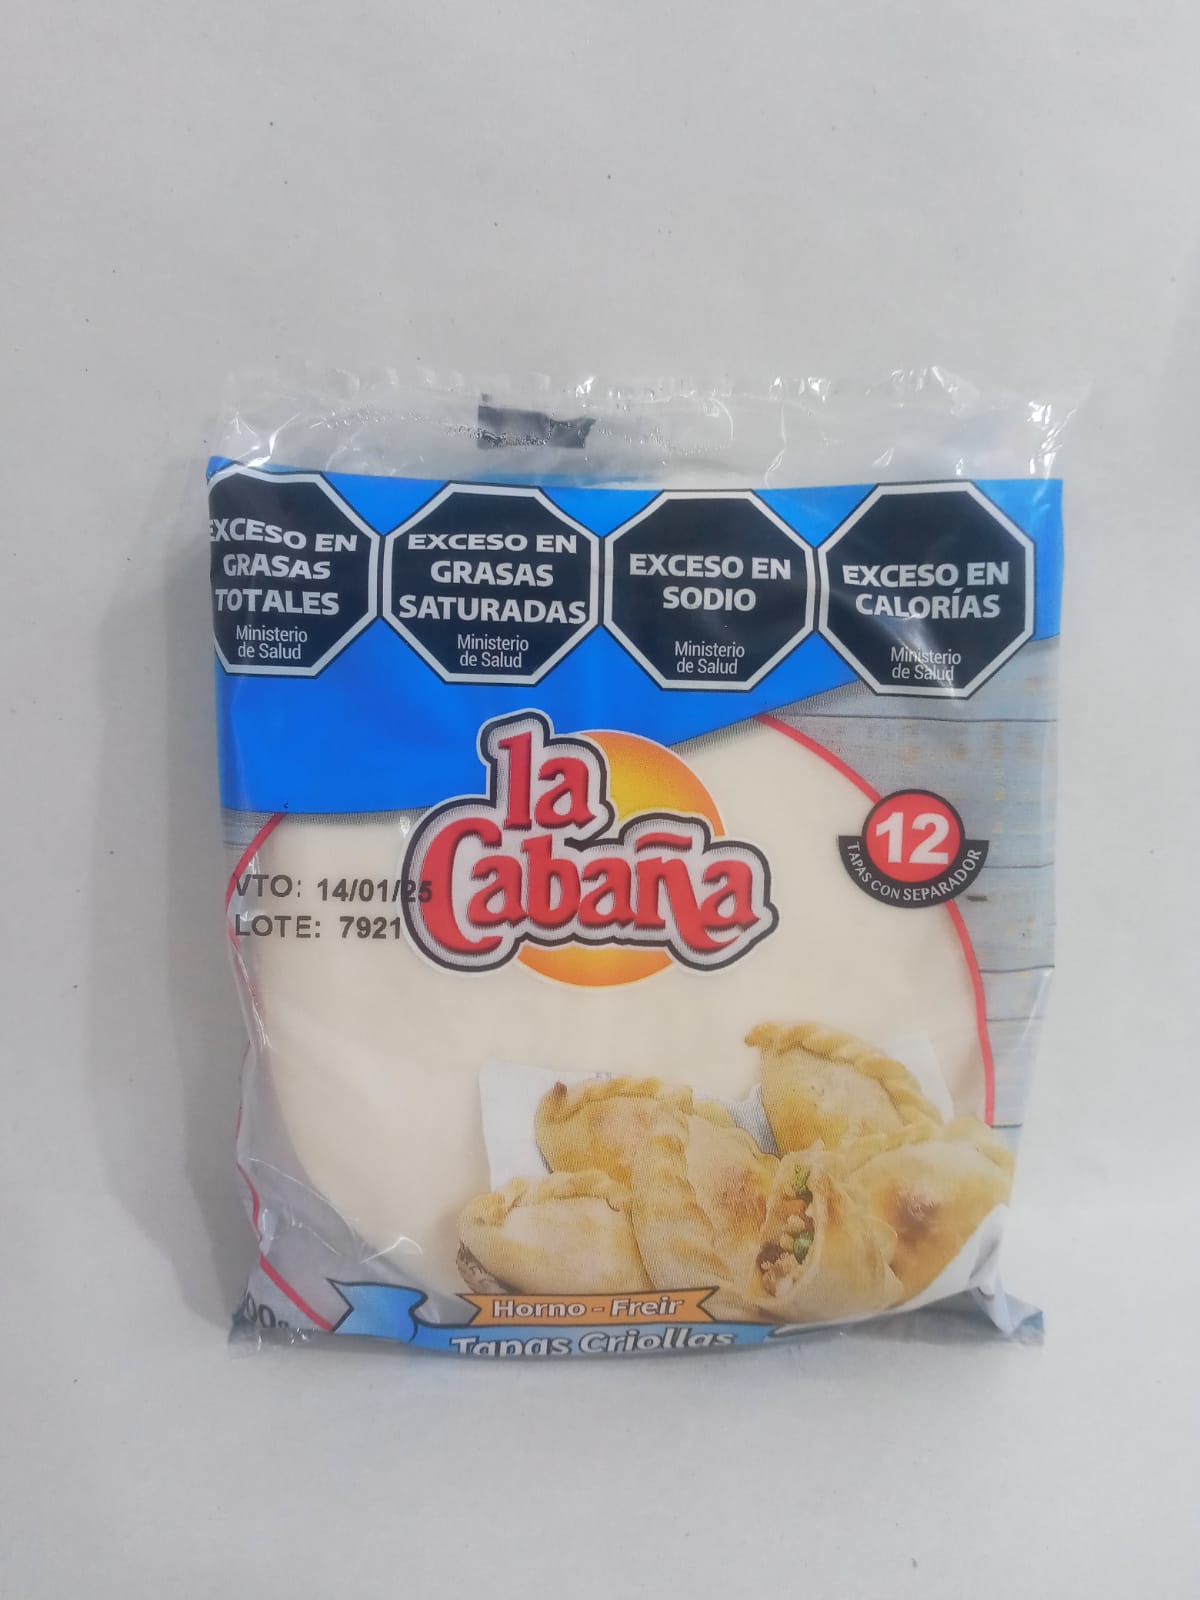 EXCESO EN
GRASAS
TOTALES
Ministerio
de Salud
EXCESO EN
GRASAS
SATURADAS
Ministerio
de Salud
EXCESO EN
SODIO
Ministerio
de Salud
EXCESO EN
CALORÍAS
Ministerio
de Salud
la
Cabaña
12
TAPAS CON SEPARADOR
VTO: 14/01/25
LOTE: 7921
Horno - Freir
Tapas Criollas